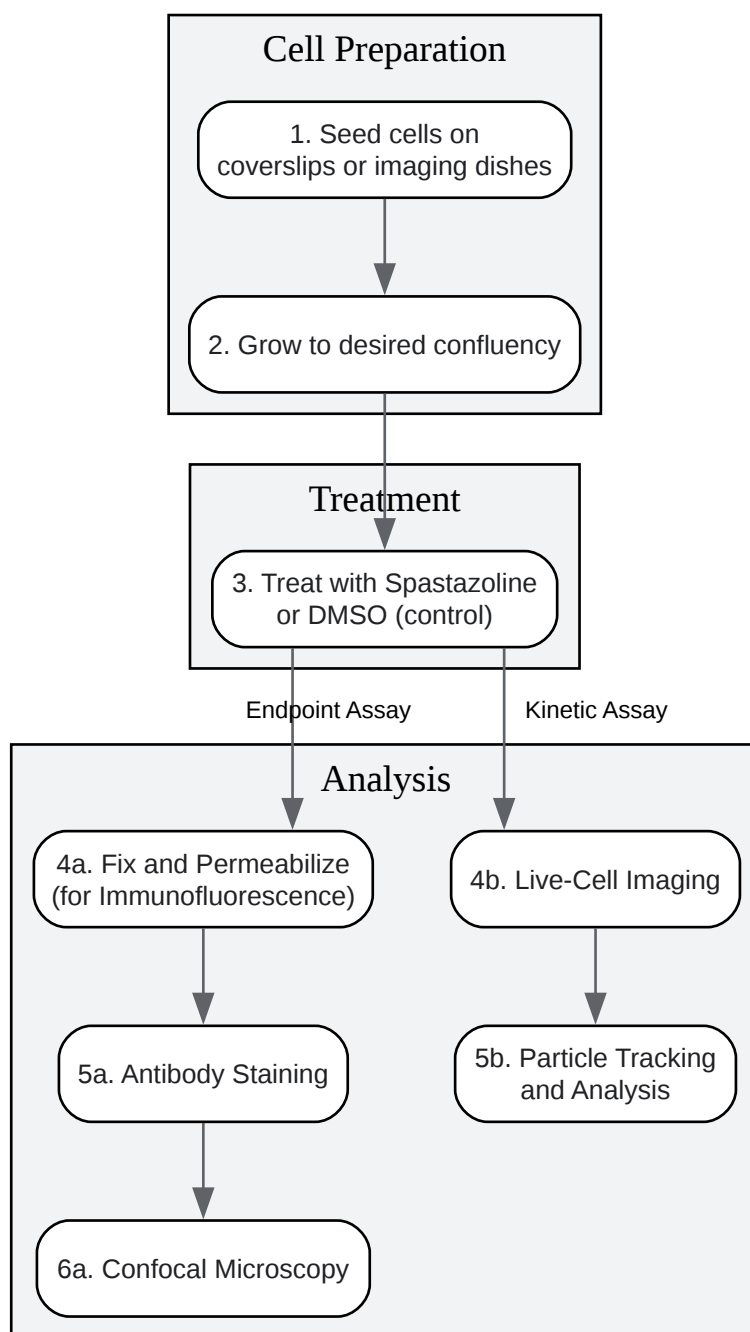 Cell Preparation
1. Seed cells on
coverslips or imaging dishes
2. Grow to desired confluency
Treatment
3. Treat with Spastazoline
or DMSO (control)
Endpoint Assay
Kinetic Assay
Analysis
4a. Fix and Permeabilize
(for Immunofluorescence)
4b. Live-Cell Imaging
5a. Antibody Staining
5b. Particle Tracking
and Analysis
6a. Confocal Microscopy